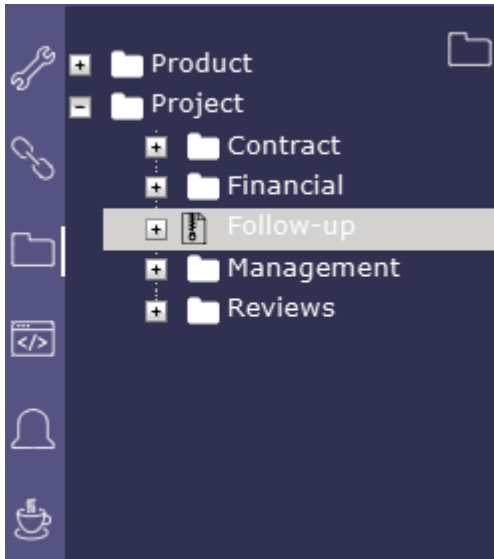 Product
Project
Contract
Financial
Follow-up
Management
Reviews